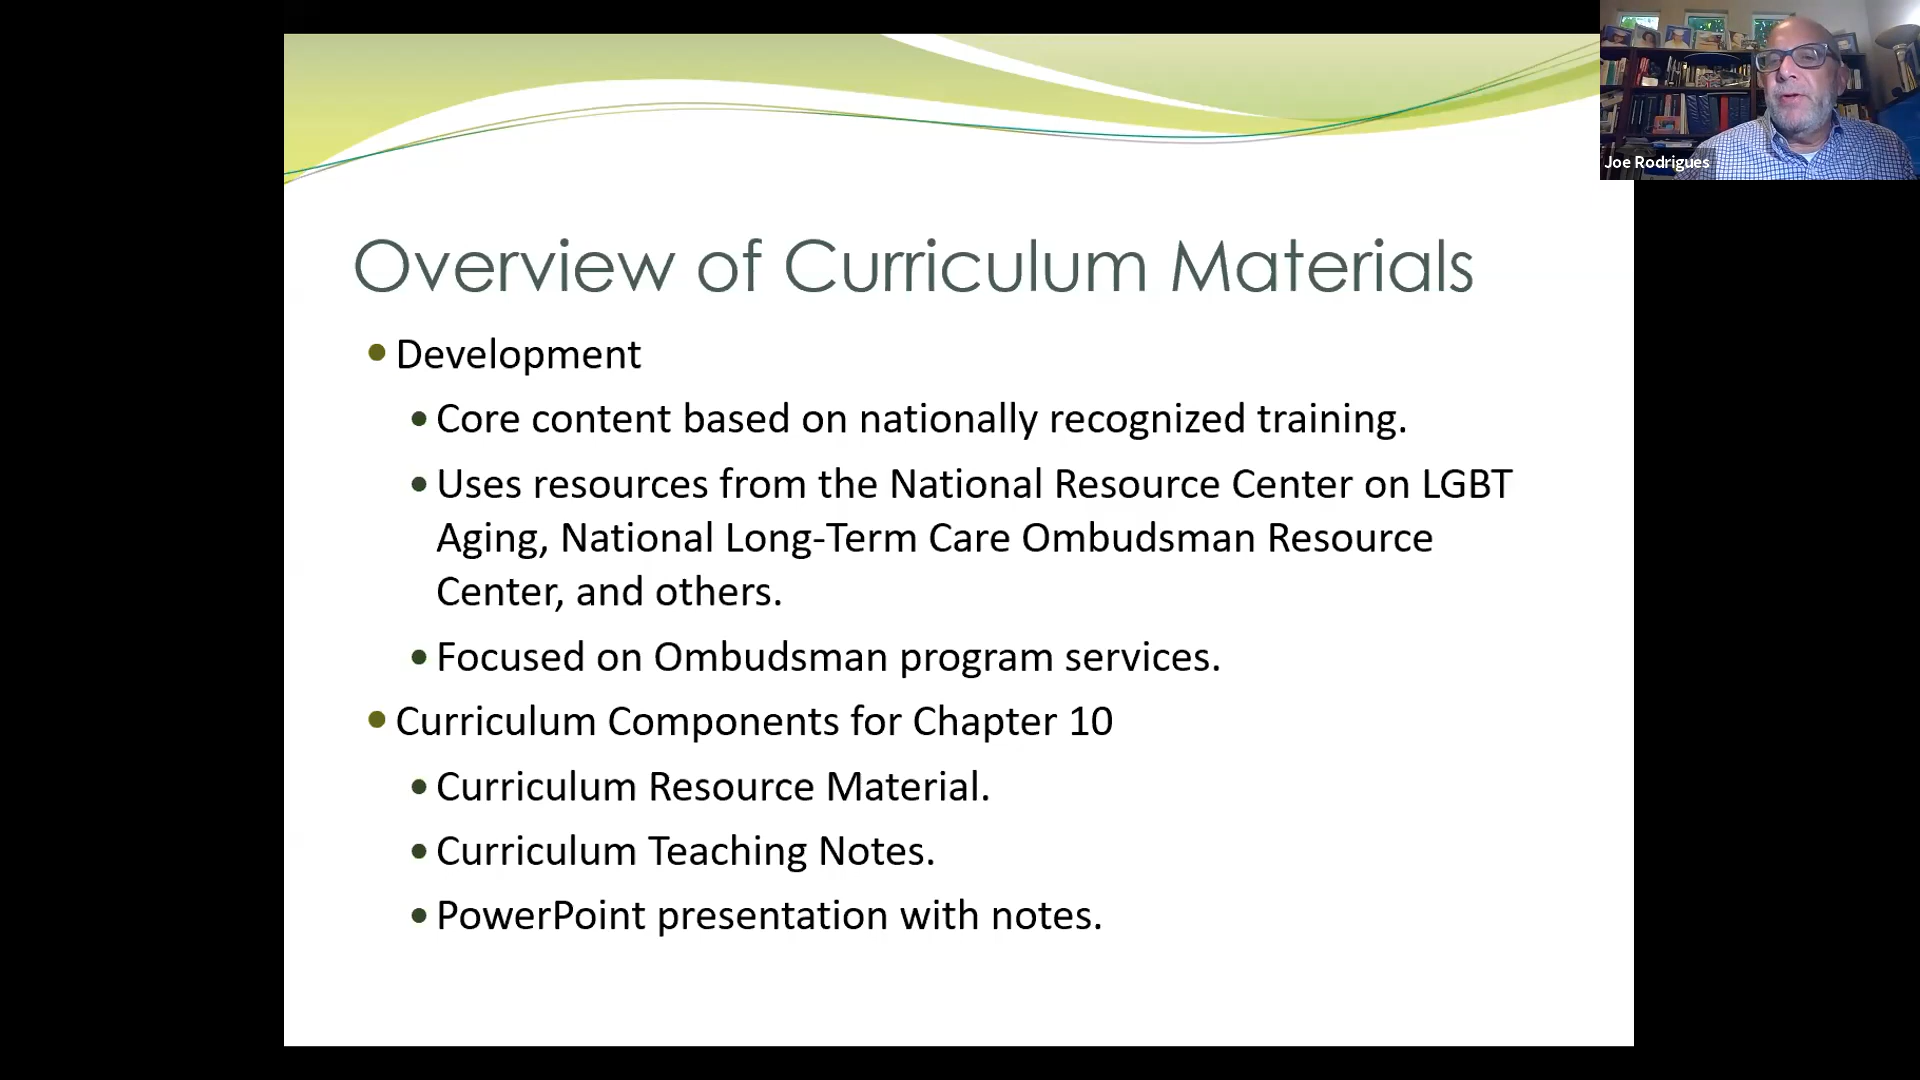 Joe Rodrigues
Overview of Curriculum Materials
• Development
• Core content based on nationally recognized training.
• Uses resources from the National Resource Center on LGBT
Aging, National Long-Term Care Ombudsman Resource
Center, and others.
• Focused on Ombudsman program services.
• Curriculum Components for Chapter 10
• Curriculum Resource Material.
• Curriculum Teaching Notes.
• PowerPoint presentation with notes.